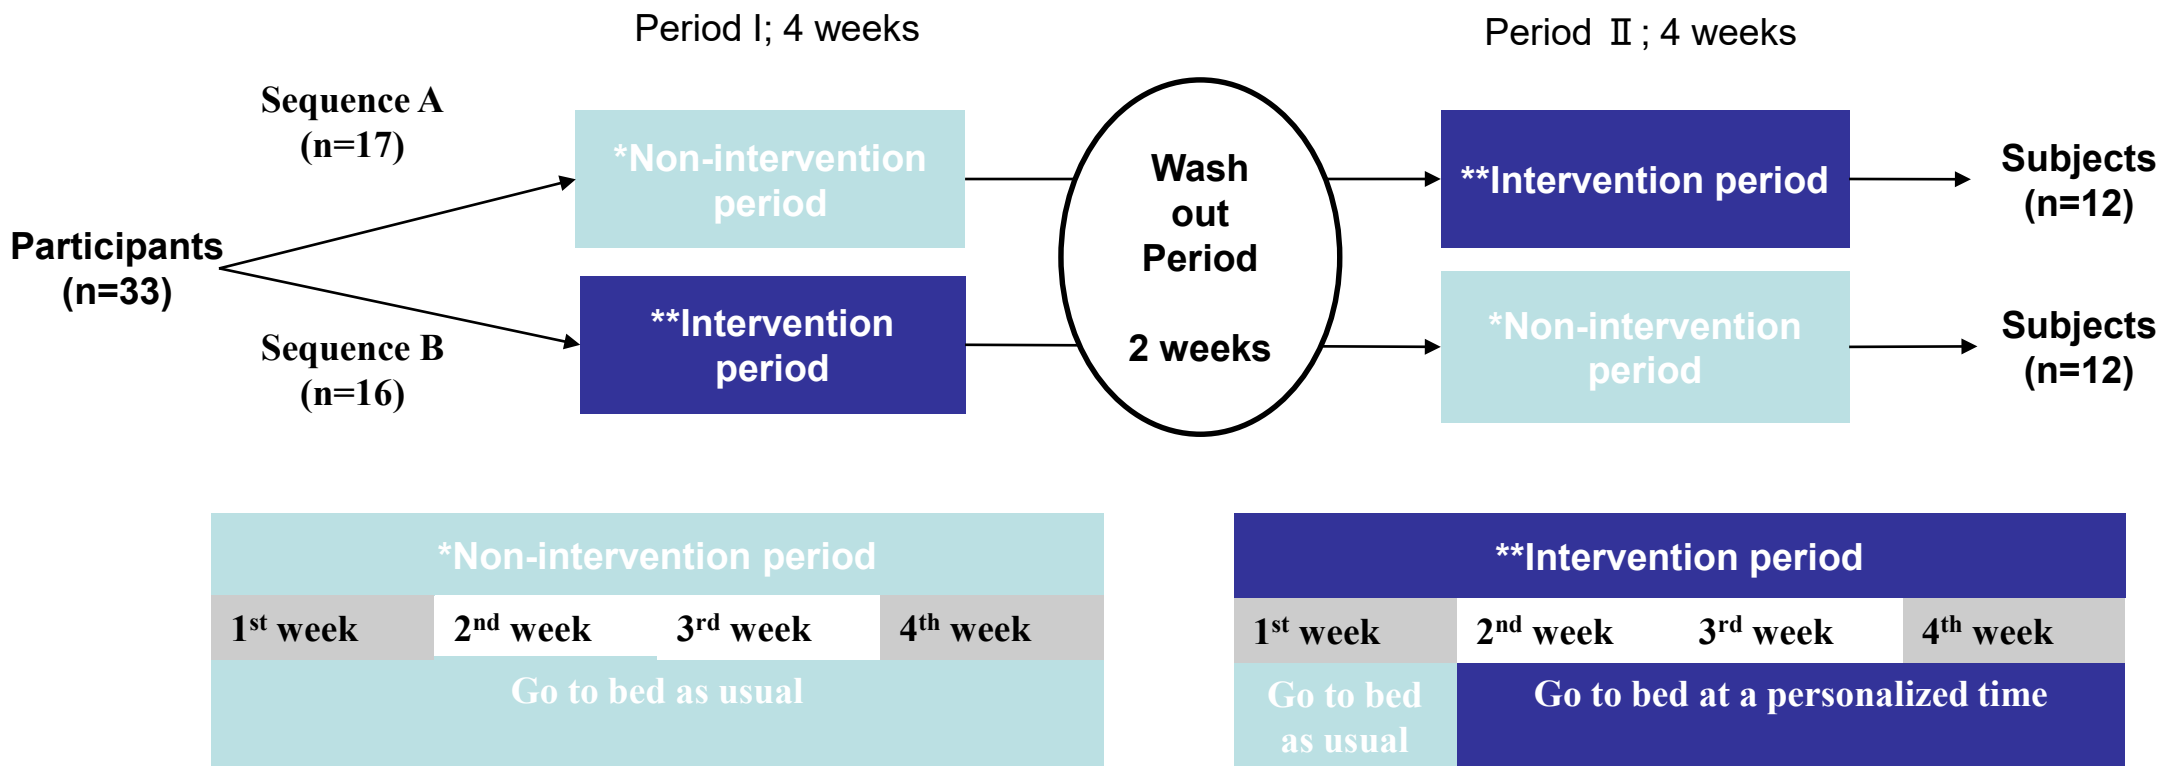 Period I; 4 weeks
Period Ⅱ; 4 weeks
Sequence A
(n=17)
*Non-intervention
period
Wash
out
Period
2 weeks
**Intervention period
Subjects
(n=12)
Participants
(n=33)
**Intervention
period
*Non-intervention
period
Subjects
(n=12)
Sequence B
(n=16)
*Non-intervention period
1st week 2nd week 3rd week 4th week
Go to bed as usual
**Intervention period
1st week 2nd week 3rd week 4th week
Go to bed
as usual
Go to bed at a personalized time